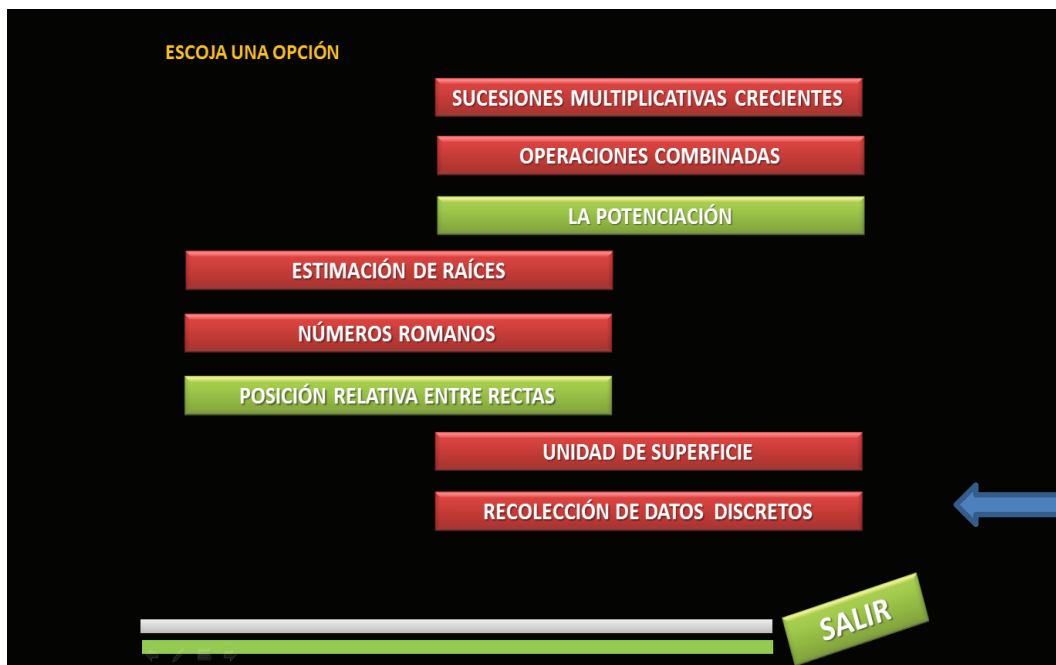 ESCOJA UNA OPCIÓN
SUCESIONES MULTIPLICATIVAS CRECIENTES
OPERACIONES COMBINADAS
LA POTENCIACIÓN
ESTIMACIÓN DE RAÍCES
NÚMEROS ROMANOS
POSICIÓN RELATIVA ENTRE RECTAS
UNIDAD DE SUPERFICIE
RECOLECCIÓN DE DATOS DISCRETOS
SALIR